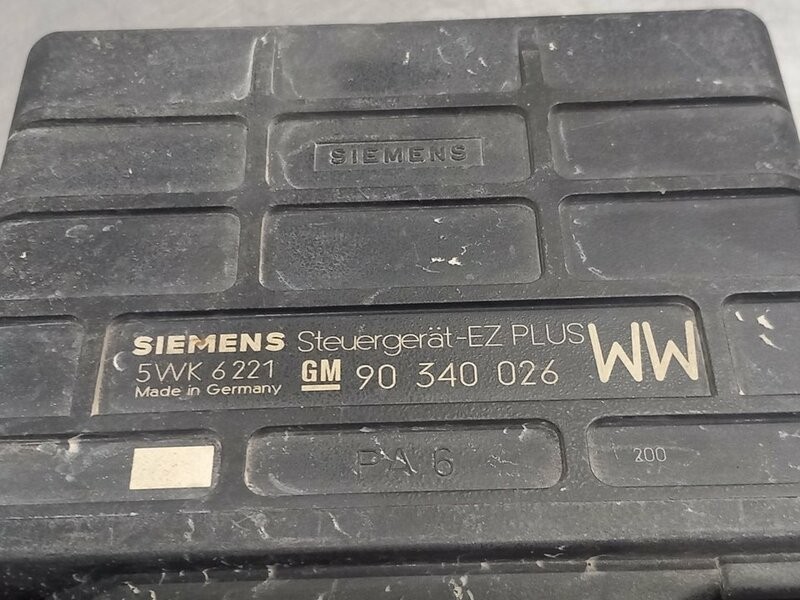 SIEMENS
SIEMENS Steuergerät-EZ PLUS WW
5WK 6221 GM 90 340 026
Made in Germany
PA 6
200